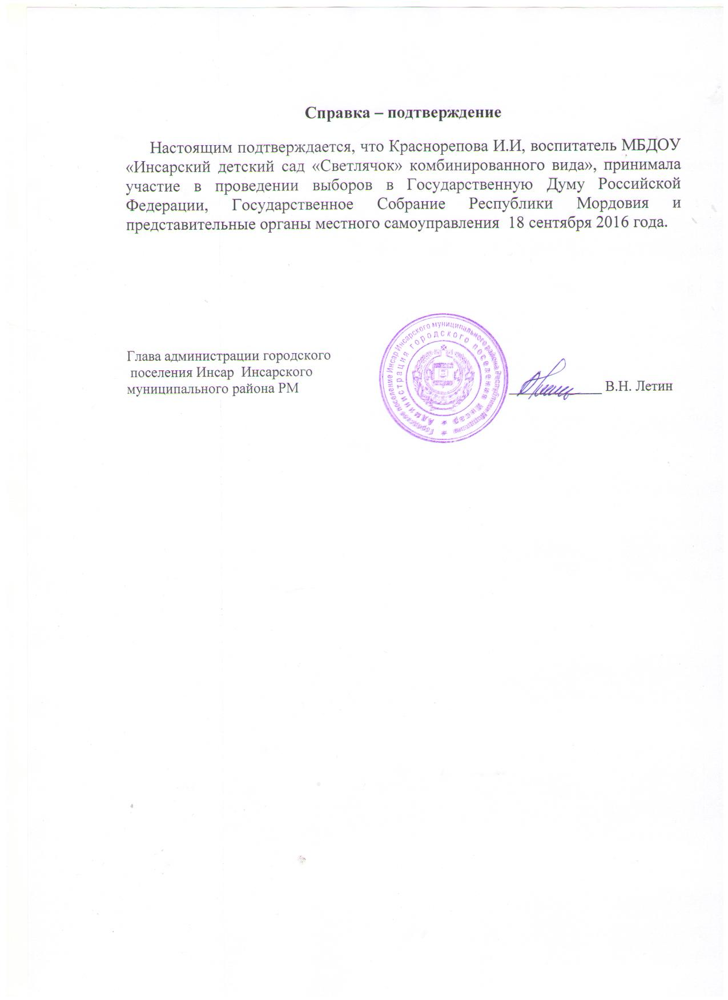 Справка – подтверждение
Настоящим подтверждается, что Краснорепова И.И, воспитатель МБДОУ
«Инсарский детский сад «Светлячок» комбинированного вида», принимала
участие в проведении выборов в Государственную Думу Российской
Федерации, Государственное Собрание Республики Мордовия и
представительные органы местного самоуправления 18 сентября 2016 года.
Глава администрации городского
поселения Инсар Инсарского
муниципального района РМ
В.Н. Летин
Городское поселение Инсар Инсарского муниципального района Республики Мордовия
Администрация городского поселения Инсар